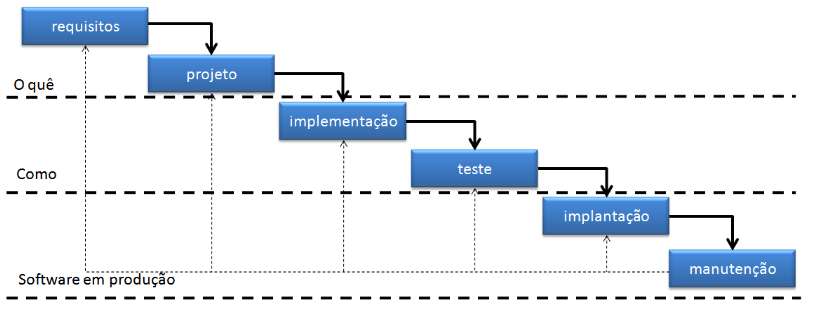 requisitos
projeto
O quê
implementação
teste
Como
implantação
manutenção
Software em produção